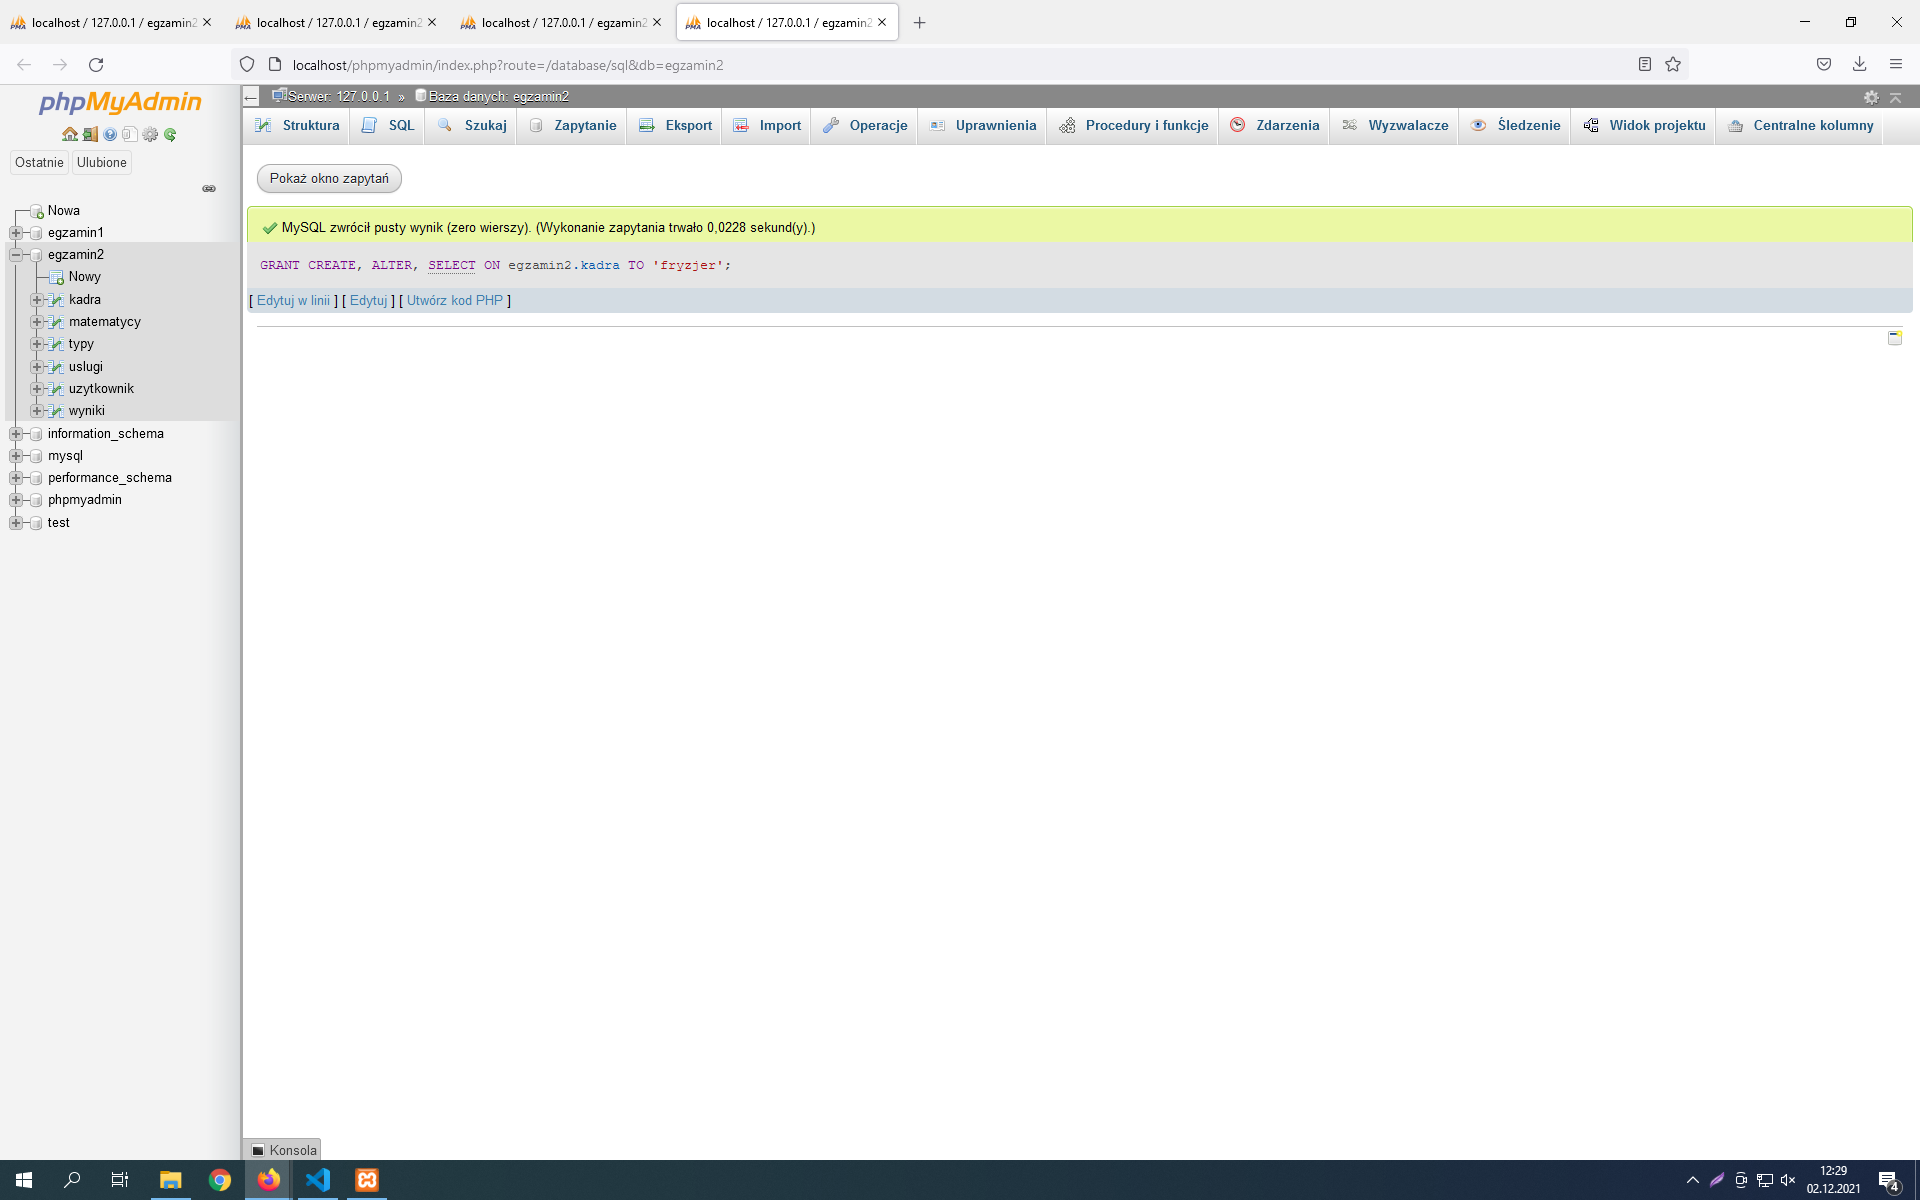 localhost / 127.0.0.1 / egzamin2
localhost / 127.0.0.1 / egzamin2
localhost / 127.0.0.1 / egzamin2
localhost / 127.0.0.1 / egzamin2
localhost/phpmyadmin/index.php?route=/database/sql&db=egzamin2
phpMyAdmin
Ostatnie Ulubione
Nowa
egzamin1
egzamin2
Nowy
kadra
matematycy
typy
uslugi
uzytkownik
wyniki
information_schema
mysql
performance_schema
phpmyadmin
test
Serwer: 127.0.0.1 » Baza danych: egzamin2
Struktura SQL Szukaj Zapytanie Eksport Import Operacje Uprawnienia Procedury i funkcje Zdarzenia Wyzwalacze Śledzenie Widok projektu Centralne kolumny
Pokaż okno zapytań
MySQL zwrócił pusty wynik (zero wierszy). (Wykonanie zapytania trwało 0,0228 sekund(y).)
GRANT CREATE, ALTER, SELECT ON egzamin2.kadra TO 'fryzjer';
[ Edytuj w linii ] [ Edytuj ] [ Utwórz kod PHP ]
Konsola
12:29
02.12.2021
4